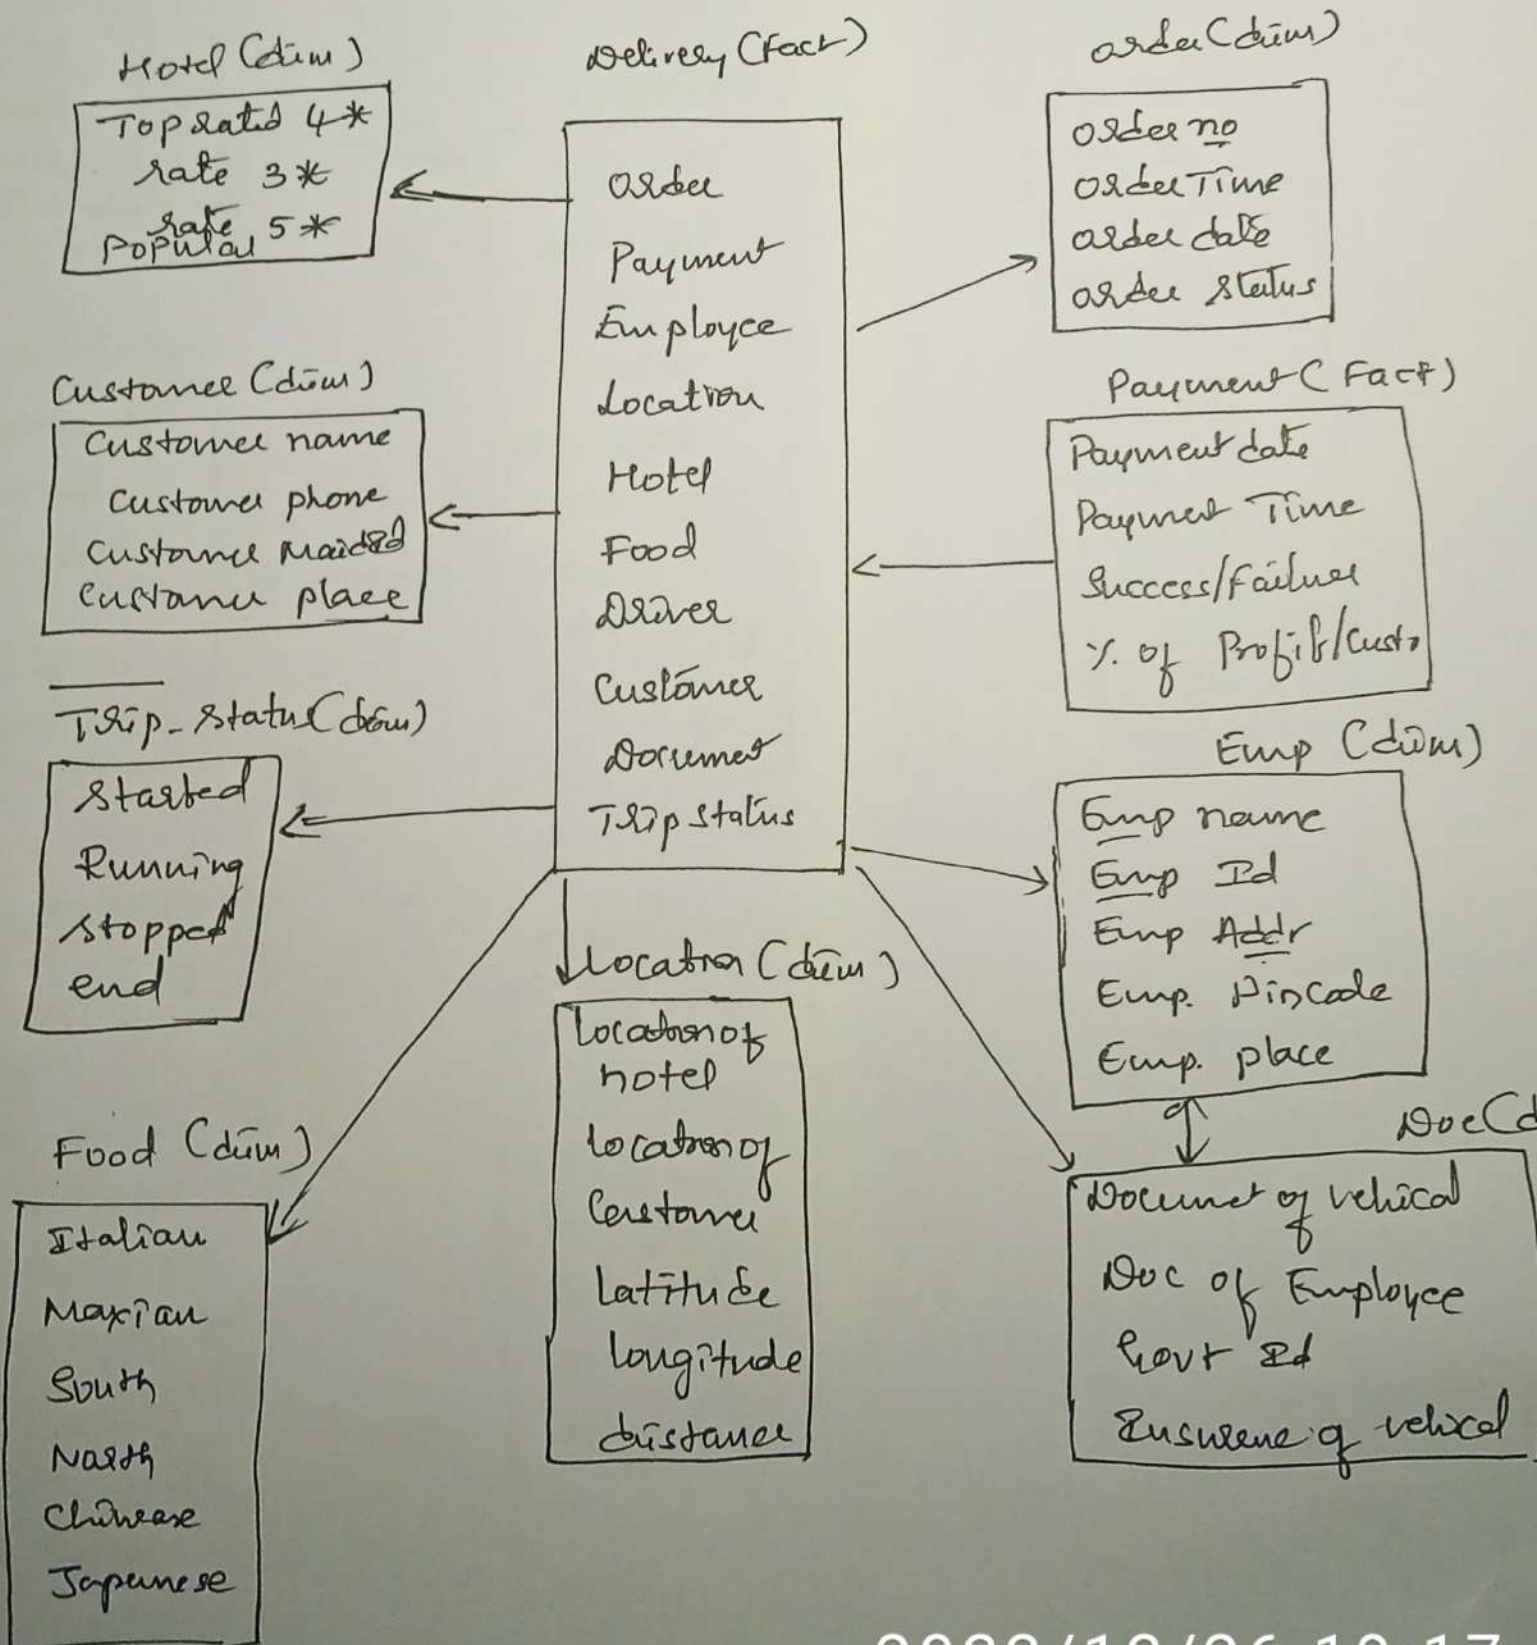 Hotel (dim)
Top rated 4*
rate 3*
rate 5*
Popular
Customer (dim)
Customer name
Customer phone
Customer
Customer place
Trip_Status (dim)
Started
Running
Stopped
end
Food (dim)
Italian
Maxian
South
North
Chinease
Japanese
Delivery (Fact)
Order
Payment
Employee
Location
Hotel
Food
Driver
Customer
Document
Trip status
Location (dim)
Location of
hotel
location of
Customer
latitude
longitude
distance
order (dim)
Order no
Order Time
order date
order status
Payment (Fact)
Payment date
Payment Time
Success/Failure
% of Profit/Custo
Emp (dim)
Emp name
Emp Id
Emp Addr
Emp. Pincode
Emp. place
Doc (d
Documet of vehical
Doc of Employee
Govt Id
of vehical